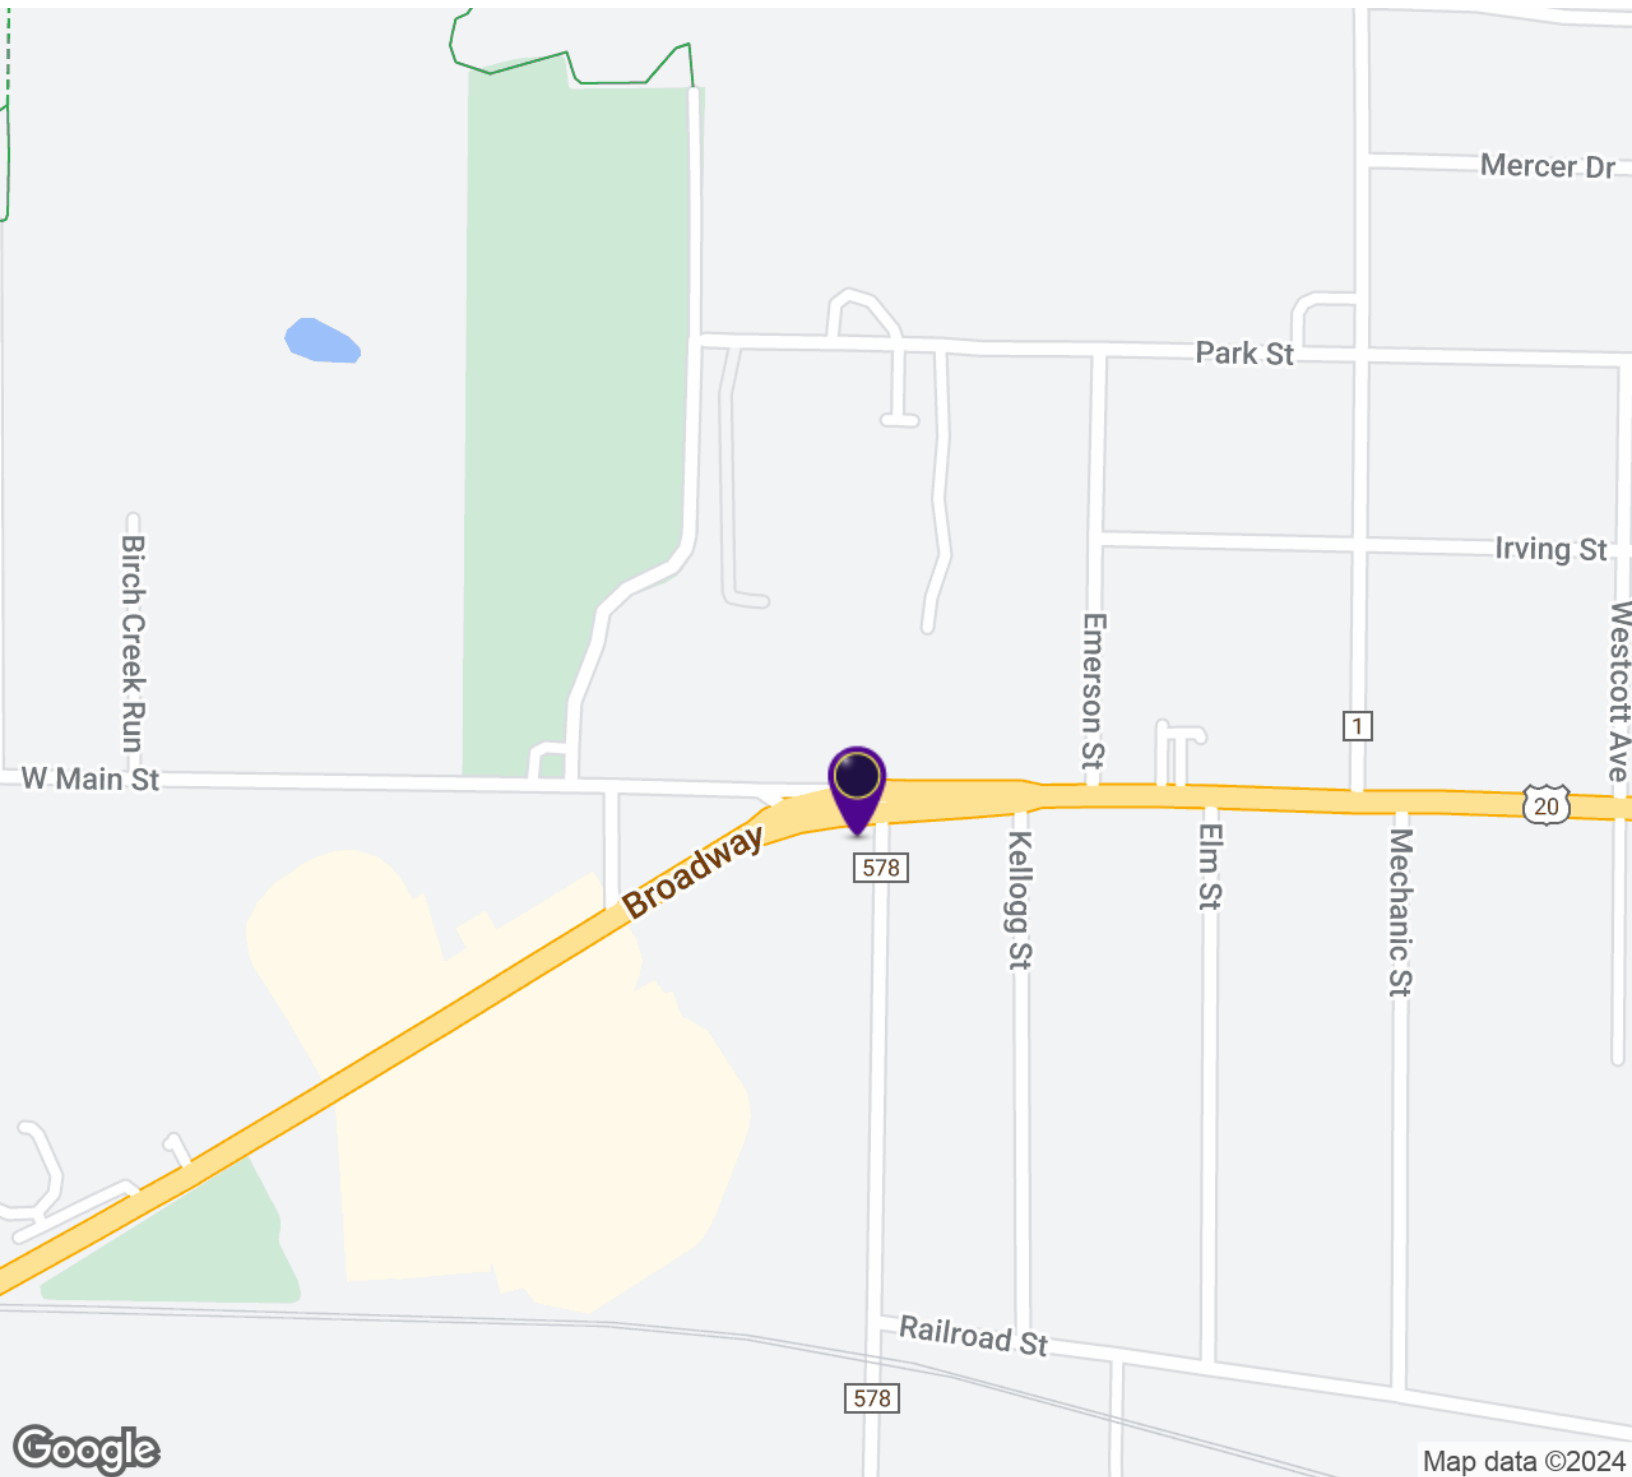 Mercer Dr
Park St
Irving St
Birch Creek Run
Emerson St
Westcott Ave
1
W Main St
20
Broadway
578
Kellogg St
Elm St
Mechanic St
Railroad St
578
Google
Map data ©2024